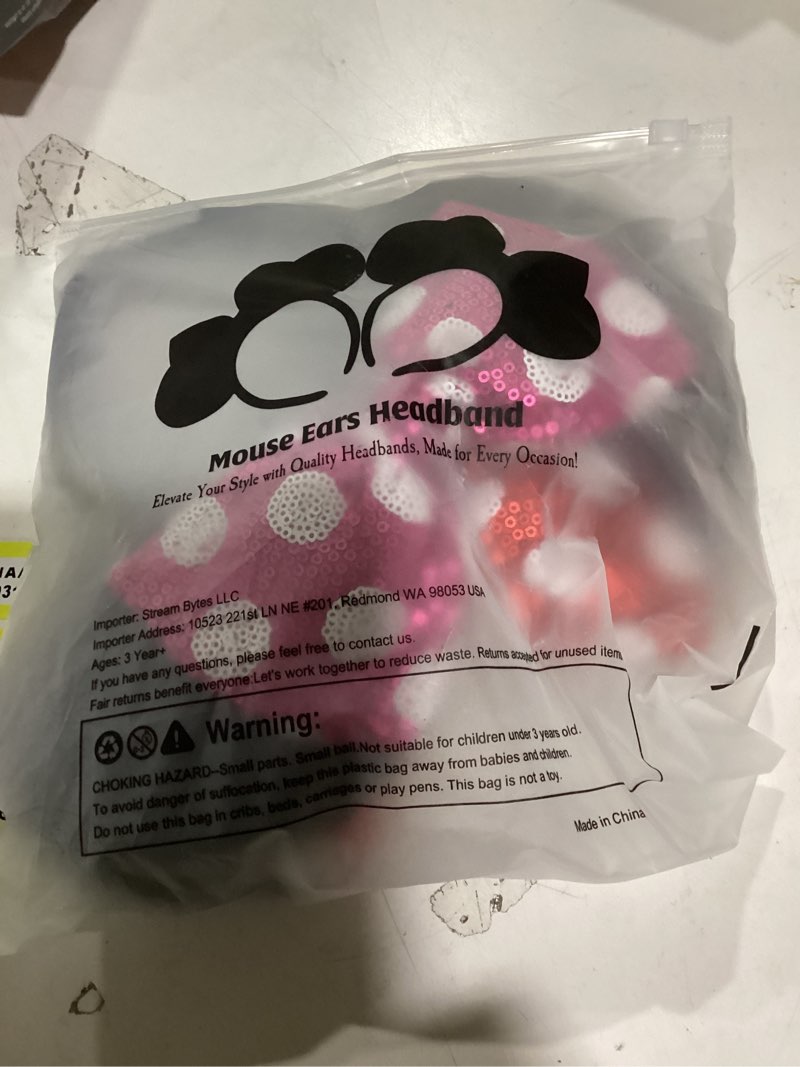 Mouse Ears Headband
Elevate Your Style with Quality Headbands, Made for Every Occasion!
Importer: Stream Bytes LLC
Importer Address: 10523 221st LN NE #201, Redmond WA 98053 USA
Ages: 3 Year+
If you have any questions, please feel free to contact us.
Fair returns benefit everyone:Let's work together to reduce waste. Returns accepted for unused item
Warning:
CHOKING HAZARD--Small parts. Small ball.Not suitable for children under 3 years old.
To avoid danger of suffocation, keep this plastic bag away from babies and children.
Do not use this bag in cribs, beds, carriages or play pens. This bag is not a toy.
Made in China